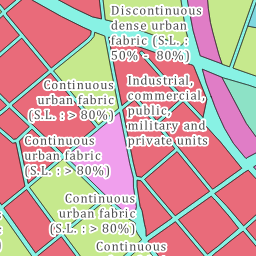 Discontinuous
dense urban
fabric (S.L. :
50% - 80%)
Continuous
urban fabric
(S.L. : > 80%)
Industrial,
commercial,
public,
military and
private units
Continuous
urban fabric
(S.L. : > 80%)
Continuous
urban fabric
(S.L. : > 80%)
Continuous